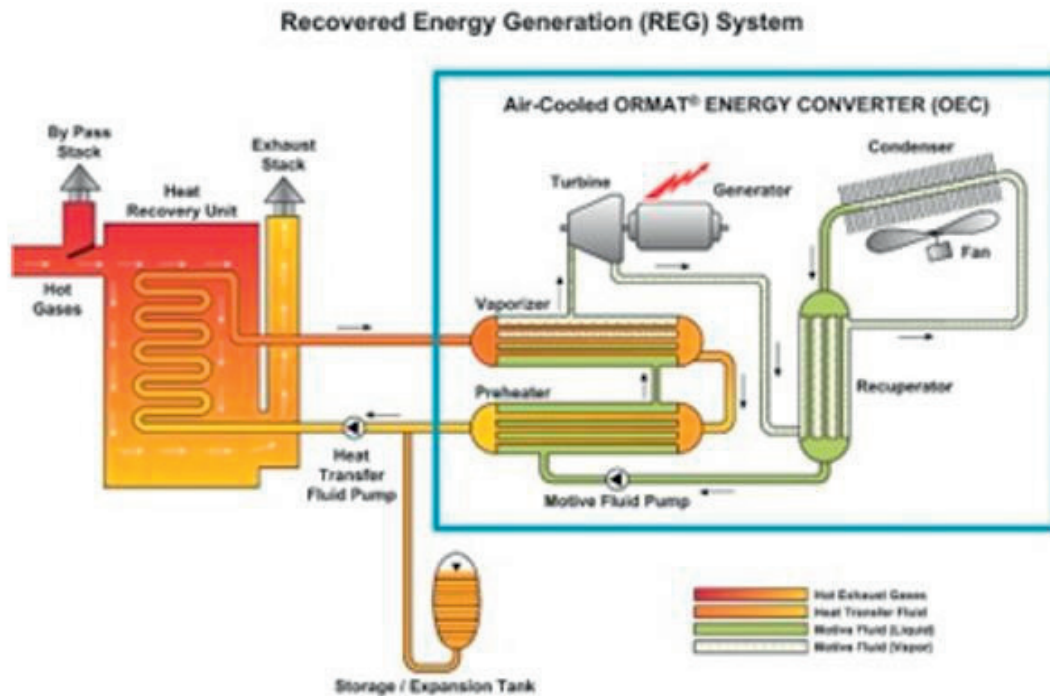 Recovered Energy Generation (REG) System
Air-Cooled ORMAT® ENERGY CONVERTER (OEC)
By Pass
Stack
Exhaust
Stack
Heat
Recovery Unit
Hot
Gases
Turbine
Generator
Condenser
Fan
Vaporizer
Preheater
Recuperator
Heat
Transfer
Fluid Pump
Motive Fluid Pump
Storage / Expansion Tank
Hot Exhaust Gases
Heat Transfer Fluid
Motive Fluid (Liquid)
Motive Fluid (Vapor)